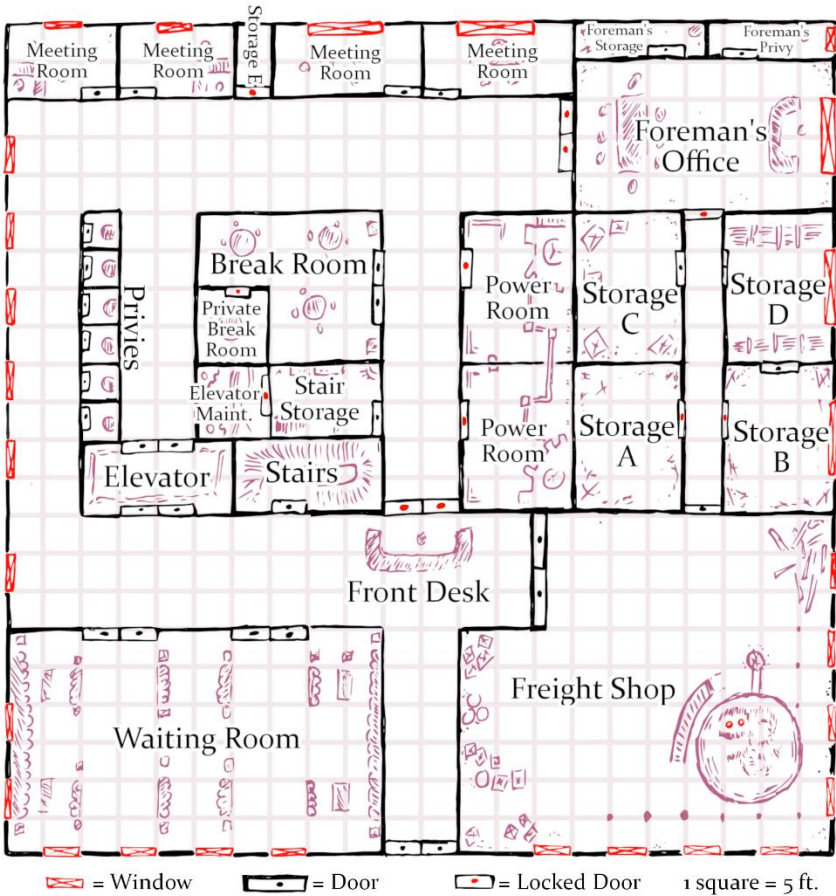 Meeting
Room
Meeting
Room
Storage E
Meeting
Room
Meeting
Room
Foreman's
Storage
Foreman's
Privy
Foreman's
Office
Privies
Break Room
Private
Break
Room
Power
Room
Storage
C
Storage
D
Elevator
Maint.
Stair
Storage
Power
Room
Storage
A
Storage
B
Elevator
Stairs
Front Desk
Waiting Room
Freight Shop
= Window
= Door
= Locked Door
1 square = 5 ft.